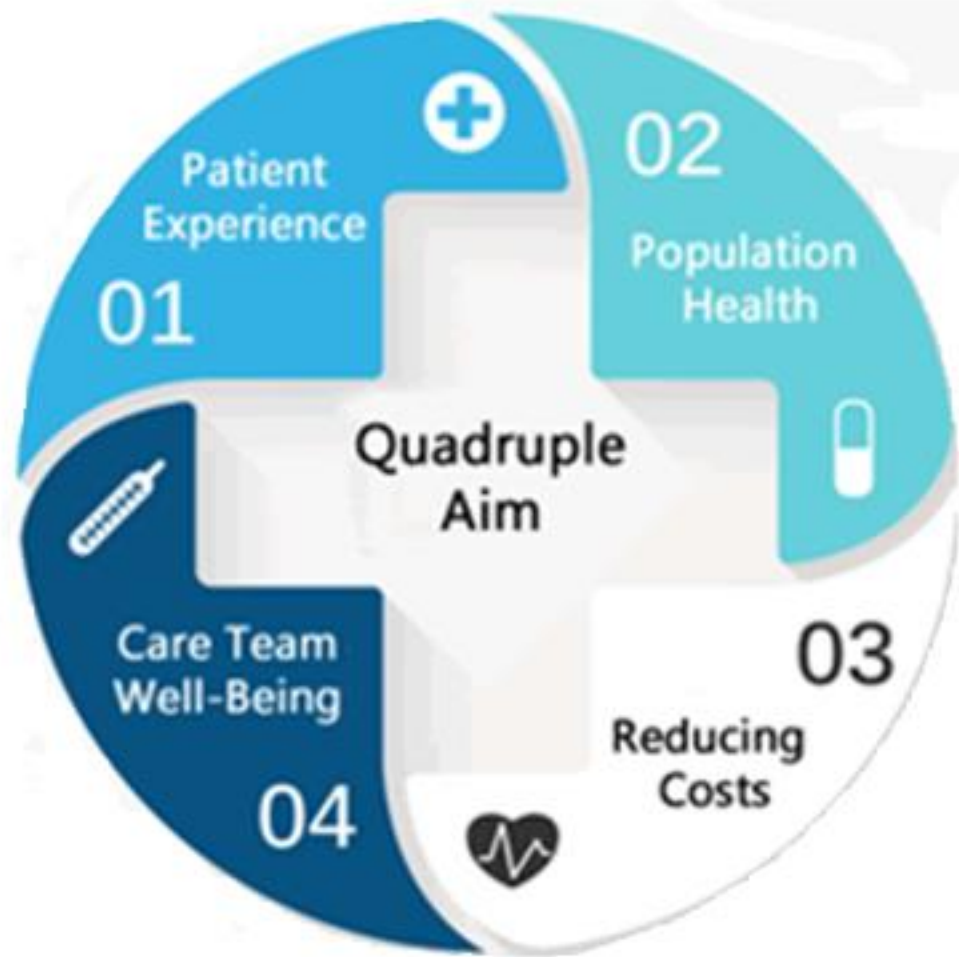 Patient
Experience
01
02
Population
Health
Quadruple
Aim
03
Reducing
Costs
Care Team
Well-Being
04